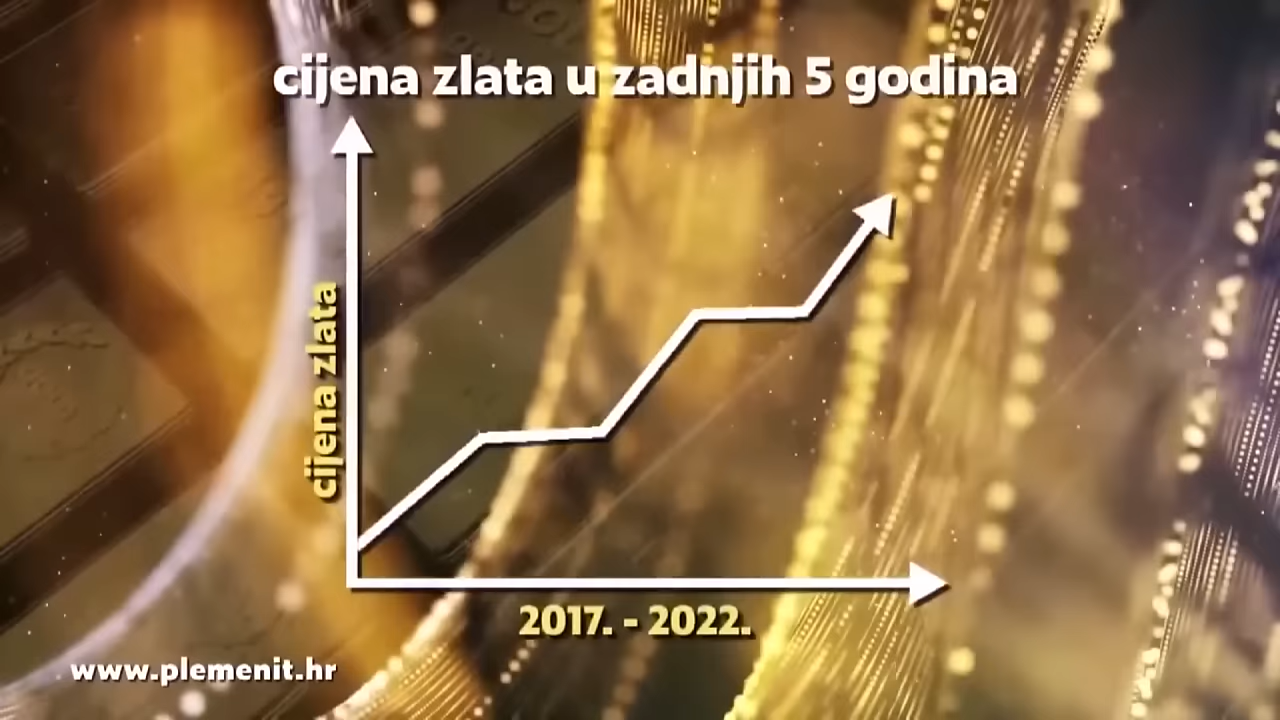 cijena zlata u zadnjih 5 godina
cijena zlata
2017. - 2022.
www.plemenit.hr